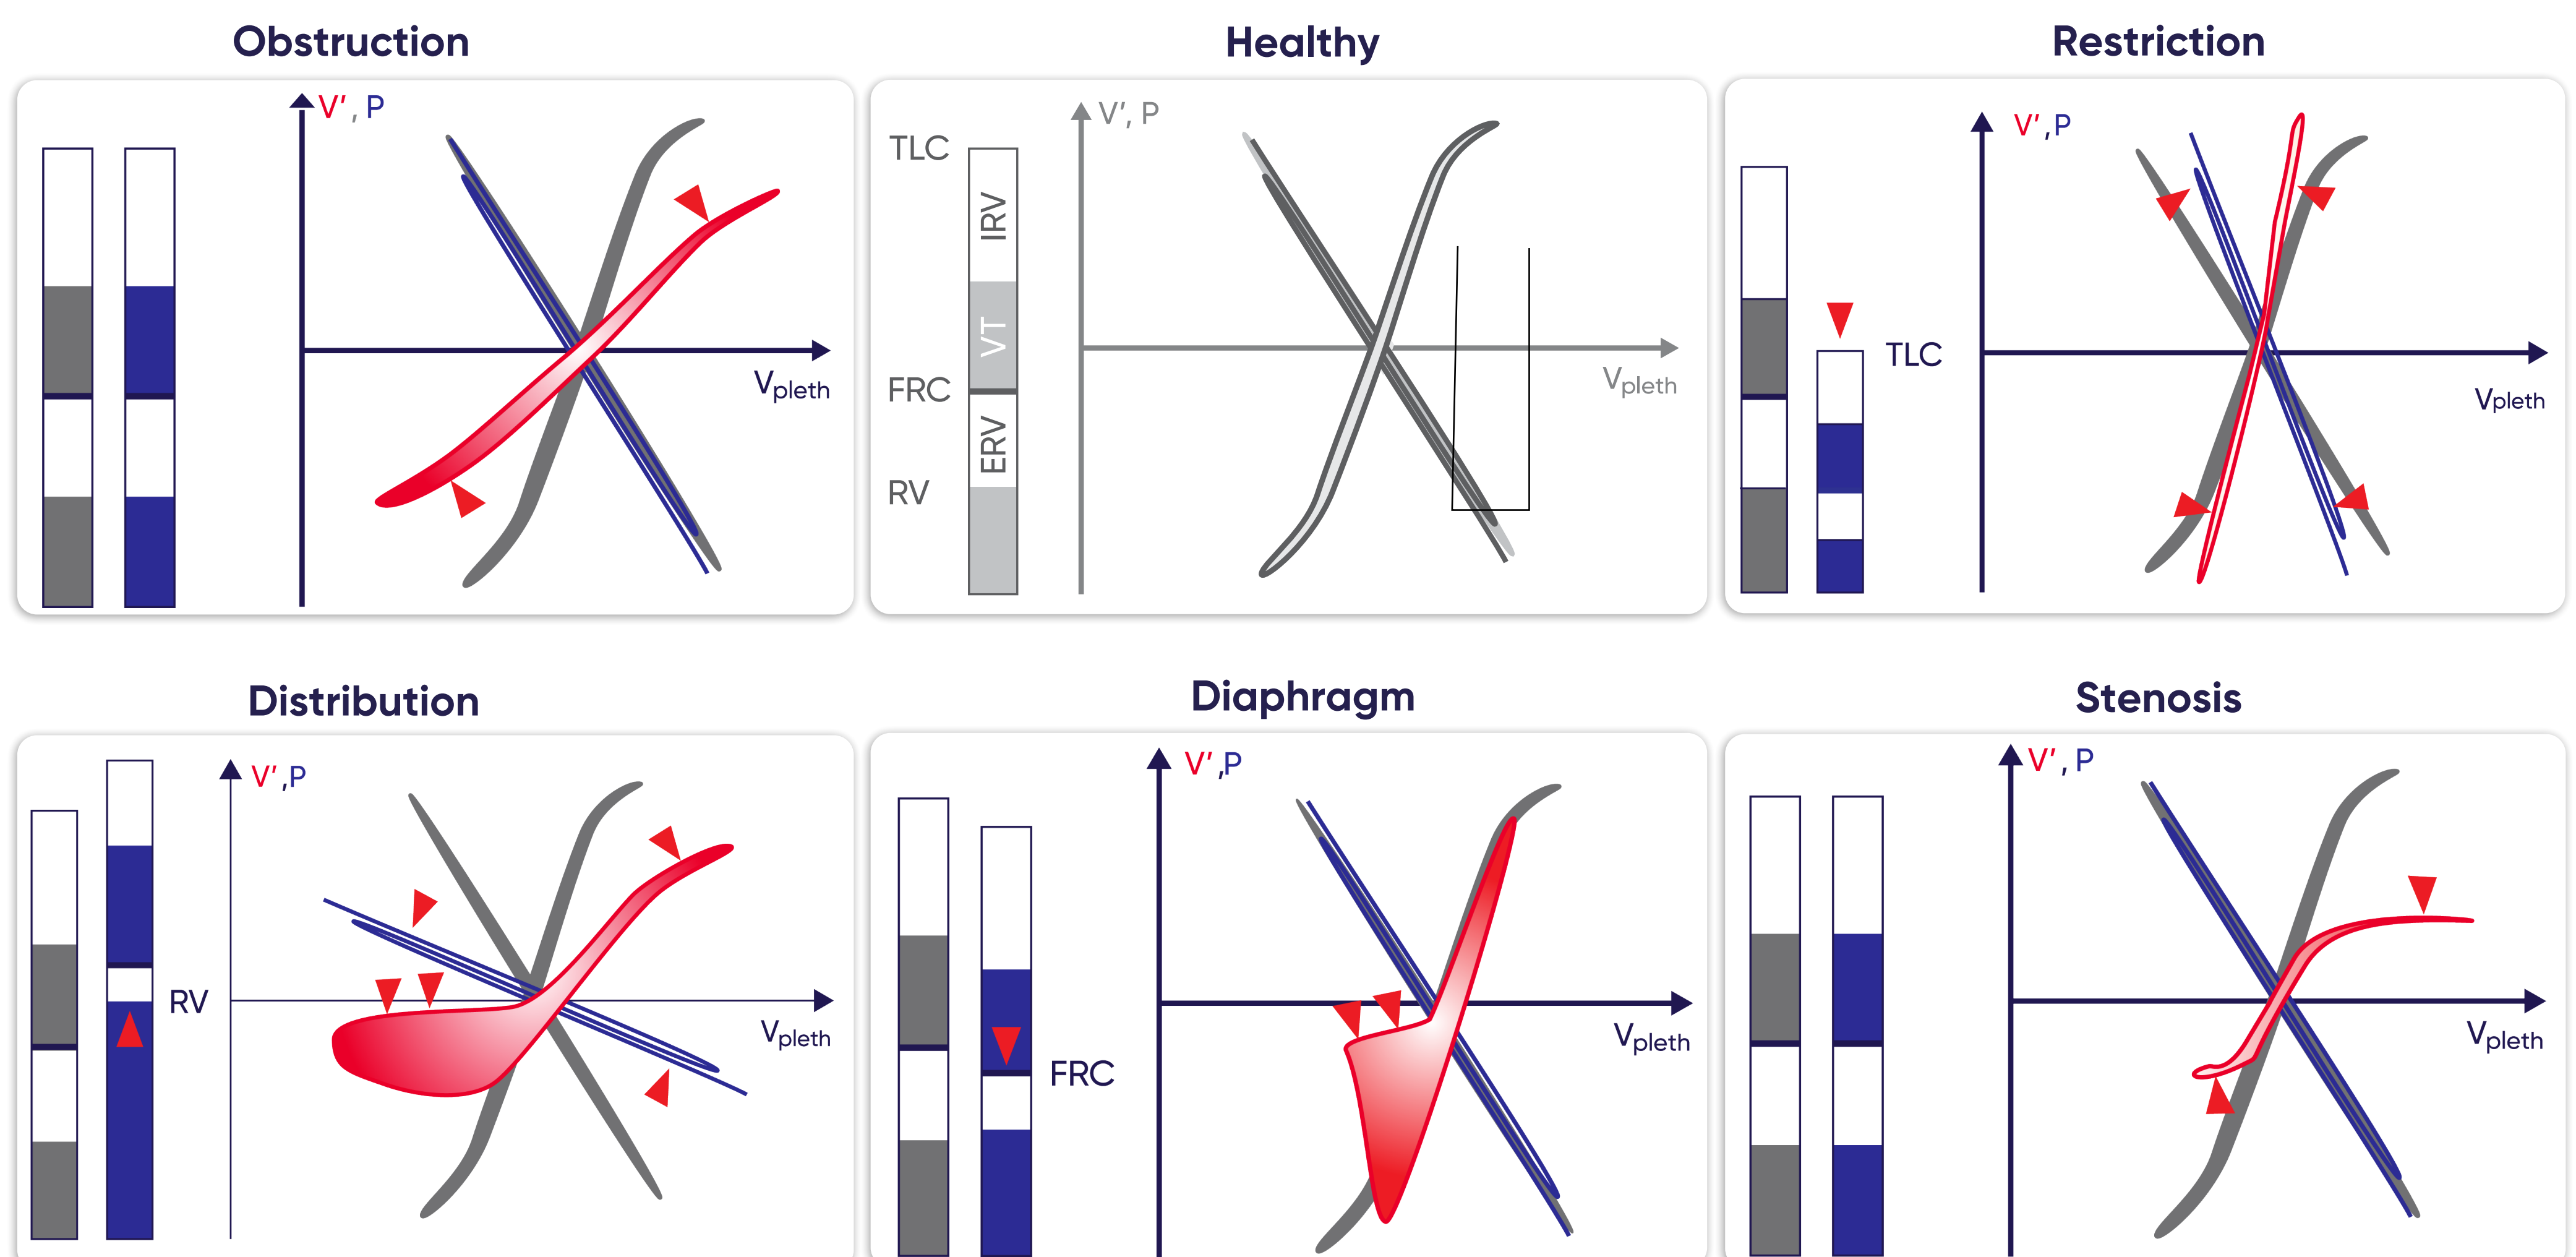 Obstruction
V′, P
Vpleth
Healthy
V′, P
TLC
IRV
VT
FRC
ERV
RV
Vpleth
Restriction
V′,P
TLC
Vpleth
Distribution
V′,P
RV
Vpleth
Diaphragm
V′,P
FRC
Vpleth
Stenosis
V′, P
Vpleth